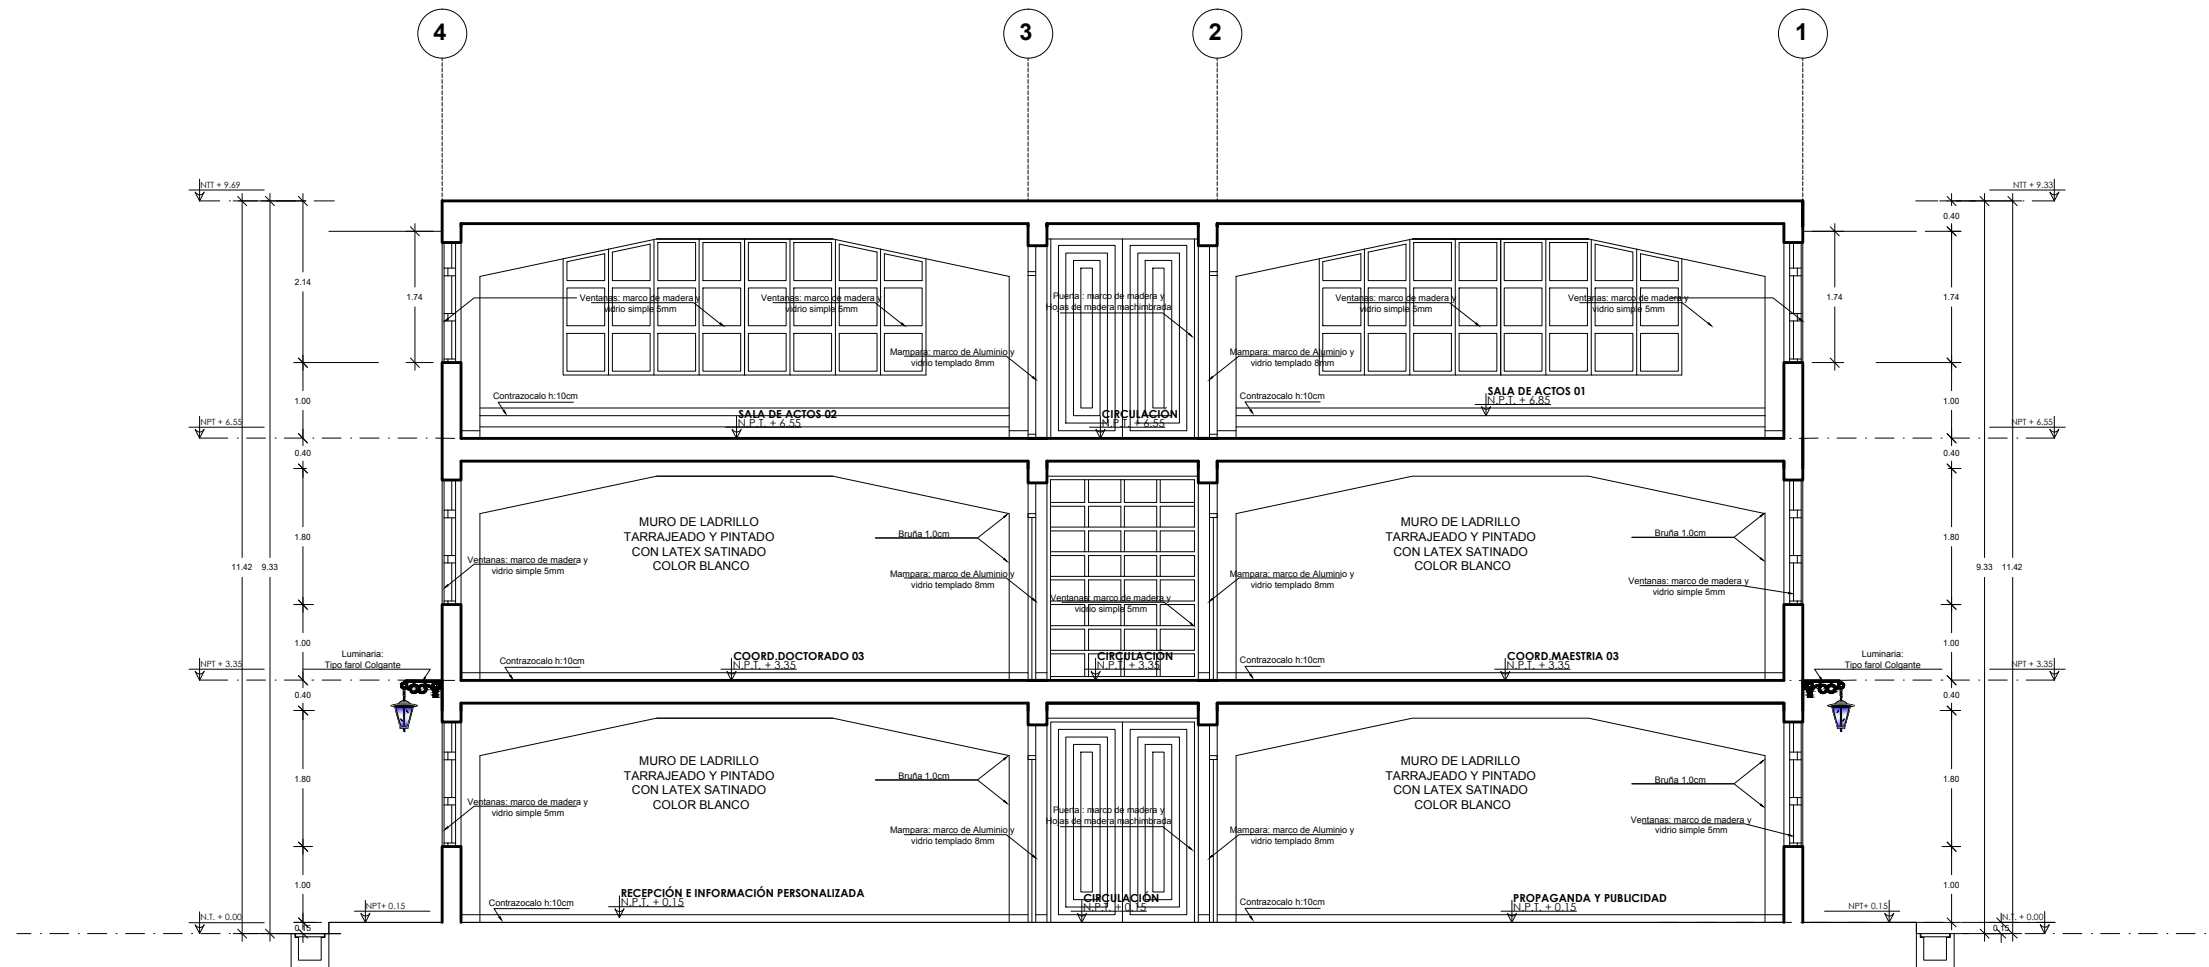 4
3
2
1
NTT + 9.69
NTT + 9.33
0.40
2.14
1.74
1.74
1.74
Ventanas: marco de madera y
vidrio simple 5mm
Ventanas: marco de madera y
vidrio simple 5mm
Puerta : marco de madera y
Hojas de madera machimbrada
Ventanas: marco de madera y
vidrio simple 5mm
Ventanas: marco de madera y
vidrio simple 5mm
Mampara: marco de Aluminio y
vidrio templado 8mm
Mampara: marco de Aluminio y
vidrio templado 8mm
1.00
Contrazocalo h:10cm
SALA DE ACTOS 02
N.P.T. + 6.55
CIRCULACIÓN
N.P.T. + 6.55
Contrazocalo h:10cm
SALA DE ACTOS 01
N.P.T. + 6.85
1.00
NPT + 6.55
NPT + 6.55
0.40
0.40
MURO DE LADRILLO
TARRAJEADO Y PINTADO
CON LATEX SATINADO
COLOR BLANCO
Bruña 1.0cm
MURO DE LADRILLO
TARRAJEADO Y PINTADO
CON LATEX SATINADO
COLOR BLANCO
Bruña 1.0cm
1.80
1.80
11.42
9.33
9.33
11.42
Ventanas: marco de madera y
vidrio simple 5mm
Mampara: marco de Aluminio y
vidrio templado 8mm
Ventanas: marco de madera y
vidrio simple 5mm
Mampara: marco de Aluminio y
vidrio templado 8mm
Ventanas: marco de madera y
vidrio simple 5mm
1.00
1.00
Luminaria:
Tipo farol Colgante
Contrazocalo h:10cm
COORD.DOCTORADO 03
N.P.T. + 3.35
CIRCULACIÓN
N.P.T. + 3.35
Contrazocalo h:10cm
COORD.MAESTRIA 03
N.P.T. + 3.35
Luminaria:
Tipo farol Colgante
NPT + 3.35
NPT + 3.35
0.40
0.40
MURO DE LADRILLO
TARRAJEADO Y PINTADO
CON LATEX SATINADO
COLOR BLANCO
Bruña 1.0cm
MURO DE LADRILLO
TARRAJEADO Y PINTADO
CON LATEX SATINADO
COLOR BLANCO
Bruña 1.0cm
1.80
1.80
Ventanas: marco de madera y
vidrio simple 5mm
Puerta : marco de madera y
Hojas de madera machimbrada
Mampara: marco de Aluminio y
vidrio templado 8mm
Mampara: marco de Aluminio y
vidrio templado 8mm
Ventanas: marco de madera y
vidrio simple 5mm
1.00
1.00
Contrazocalo h:10cm
RECEPCIÓN E INFORMACIÓN PERSONALIZADA
N.P.T. + 0.15
CIRCULACIÓN
N.P.T. + 0.15
Contrazocalo h:10cm
PROPAGANDA Y PUBLICIDAD
N.P.T. + 0.15
NPT+ 0.15
NPT+ 0.15
N.T. + 0.00
N.T. + 0.00
0.15
0.15